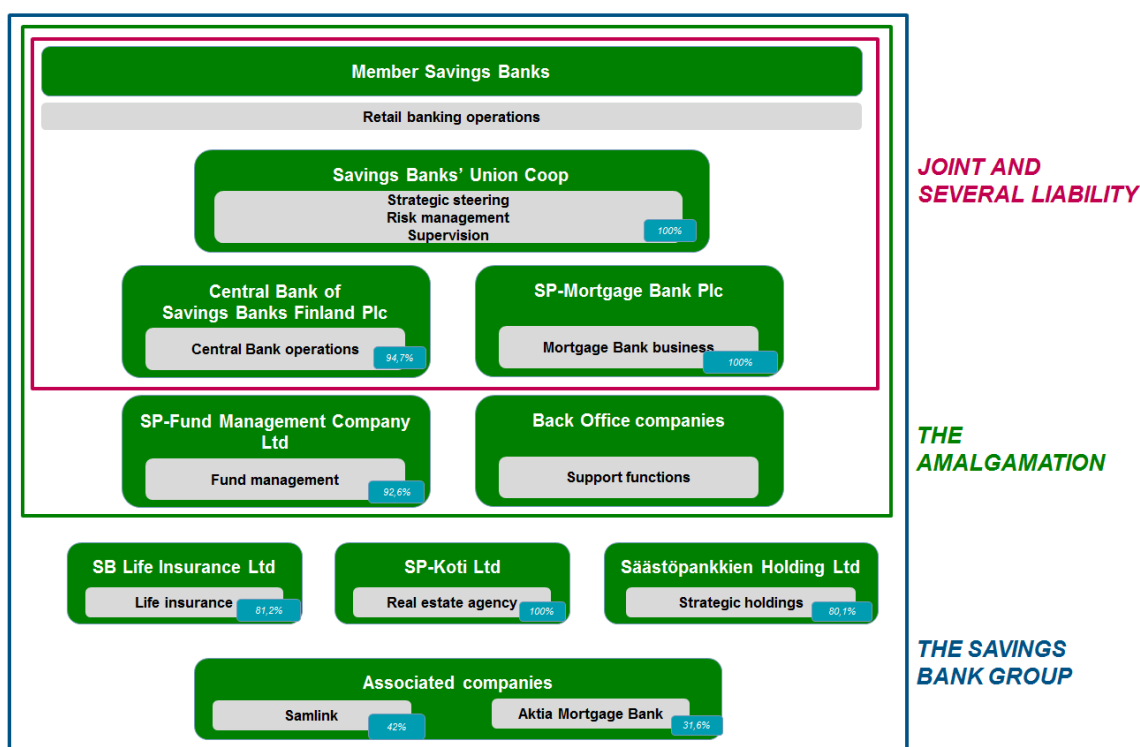 Member Savings Banks
Retail banking operations
Savings Banks' Union Coop
Strategic steering
Risk management
Supervision
100%
JOINT AND
SEVERAL LIABILITY
Central Bank of
Savings Banks Finland Plc
Central Bank operations
94,7%
SP-Mortgage Bank Plc
Mortgage Bank business
100%
SP-Fund Management Company
Ltd
Fund management
92,6%
Back Office companies
Support functions
THE
AMALGAMATION
SB Life Insurance Ltd
Life insurance
81,2%
SP-Koti Ltd
Real estate agency
100%
Säästöpankkien Holding Ltd
Strategic holdings
80,1%
THE SAVINGS
BANK GROUP
Associated companies
Samlink
42%
Aktia Mortgage Bank
31,6%